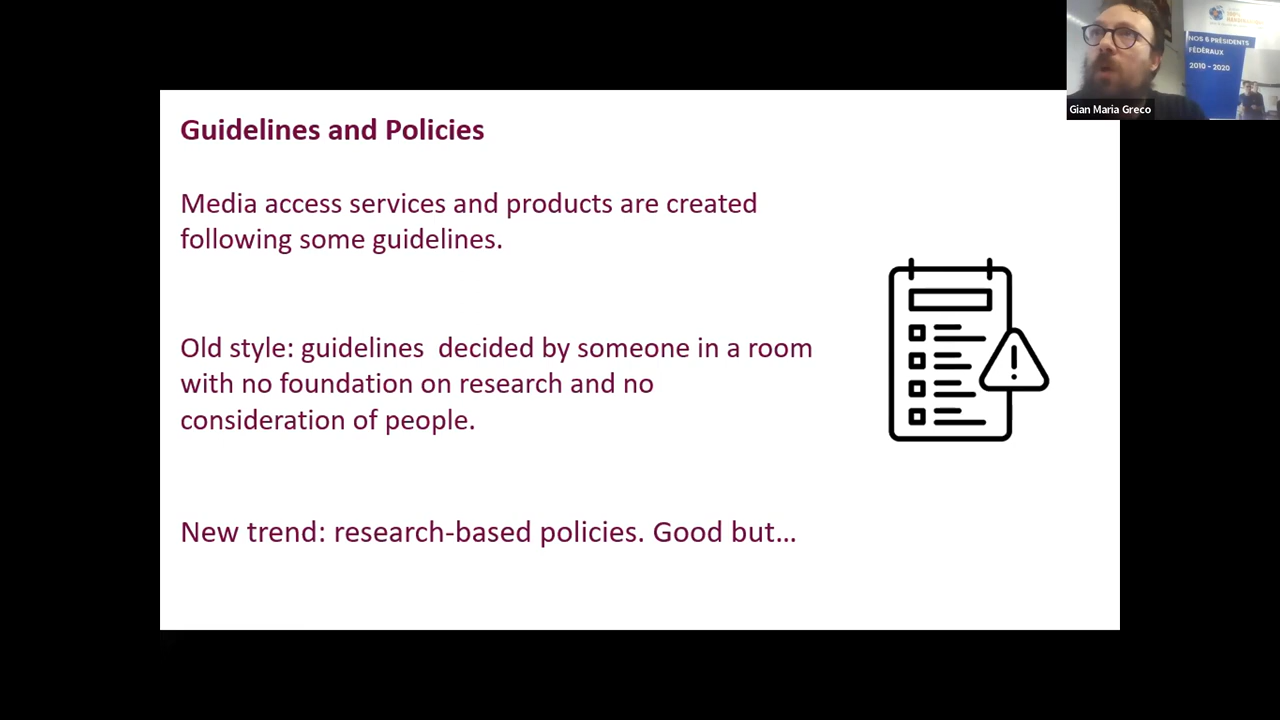 Guidelines and Policies
Media access services and products are created
following some guidelines.
Old style: guidelines  decided by someone in a room
with no foundation on research and no
consideration of people.
New trend: research-based policies. Good but...
NOS 6 PRÉSIDENTS
FÉDÉRAUX
2010 - 2020
Gian Maria Greco